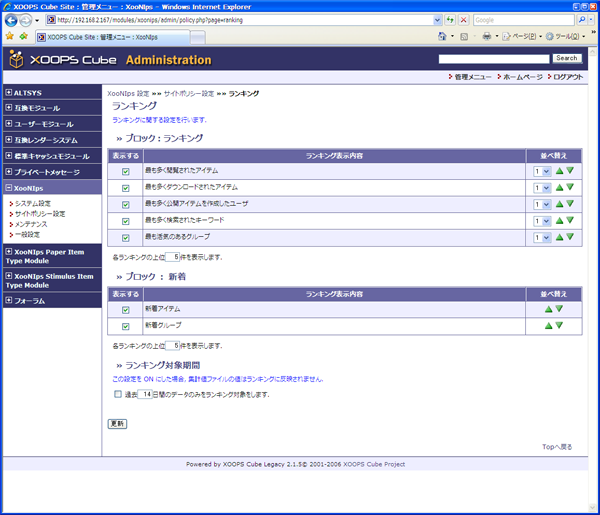 XOOPS Cube Site : 管理メニュー : XooNIps - Windows Internet Explorer
http://192.168.2.167/modules/xoonips/admin/policy.php?page=ranking
Google
XOOPS Cube Site : 管理メニュー : XooNIps
ページ(P)
ツール(O)
XOOPS Cube Administration
Search
管理メニュー
ホームページ
ログアウト
ALTSYS
互換モジュール
ユーザーモジュール
互換レンダーシステム
標準キャッシュモジュール
プライベートメッセージ
XooNIps
システム設定
サイトポリシー設定
メンテナンス
一般設定
XooNIps Paper Item
Type Module
XooNIps Stimulus Item
Type Module
フォーラム
XooNIps 設定 »» サイトポリシー設定 »» ランキング
ランキング
ランキングに関する設定を行います.
» ブロック : ランキング
表示する ランキング表示内容 並べ替え
最も多く閲覧されたアイテム 1
最も多くダウンロードされたアイテム 1
最も多く公開アイテムを作成したユーザ 1
最も多く検索されたキーワード 1
最も活気のあるグループ 1
各ランキングの上位 5 件を表示します.
» ブロック : 新着
表示する ランキング表示内容 並べ替え
新着アイテム
新着グループ
各ランキングの上位 5 件を表示します.
» ランキング対象期間
この設定を ON にした場合, 集計値ファイルの値はランキングに反映されません.
過去 14 日間のデータのみをランキング対象をします.
更新
Topへ戻る
Powered by XOOPS Cube Legacy 2.1.5© 2001-2006 XOOPS Cube Project